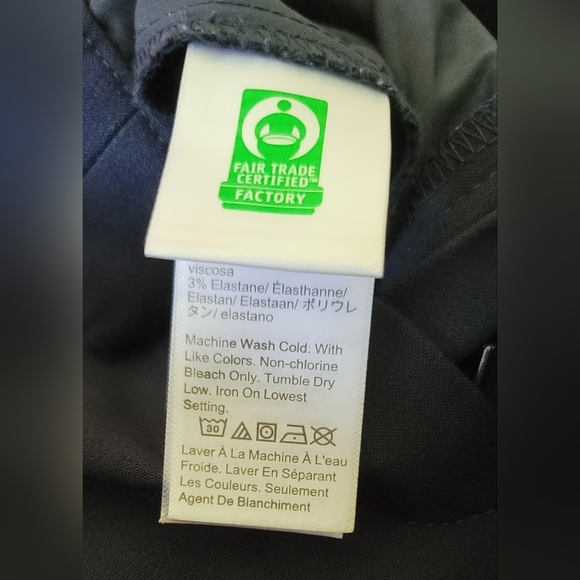 FAIR TRADE
CERTIFIED™
FACTORY
viscosa
3% Elastane/ Élasthanne/
Elastan/ Elastaan/ ポリウレ
タン/ elastano
Machine Wash Cold. With
Like Colors. Non-chlorine
Bleach Only. Tumble Dry
Low. Iron On Lowest
Setting.
30
Laver À La Machine À L'eau
Froide. Laver En Séparant
Les Couleurs. Seulement
Agent De Blanchiment